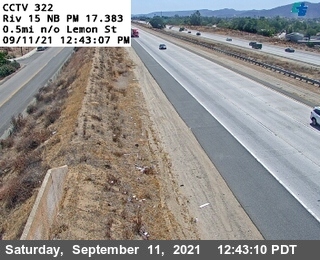 CCTV 322
Riv 15 NB PM 17.383
0.5mi n/o Lemon St
09/11/21 12:43:07 PM
Saturday, September 11, 2021 12:43:10 PDT